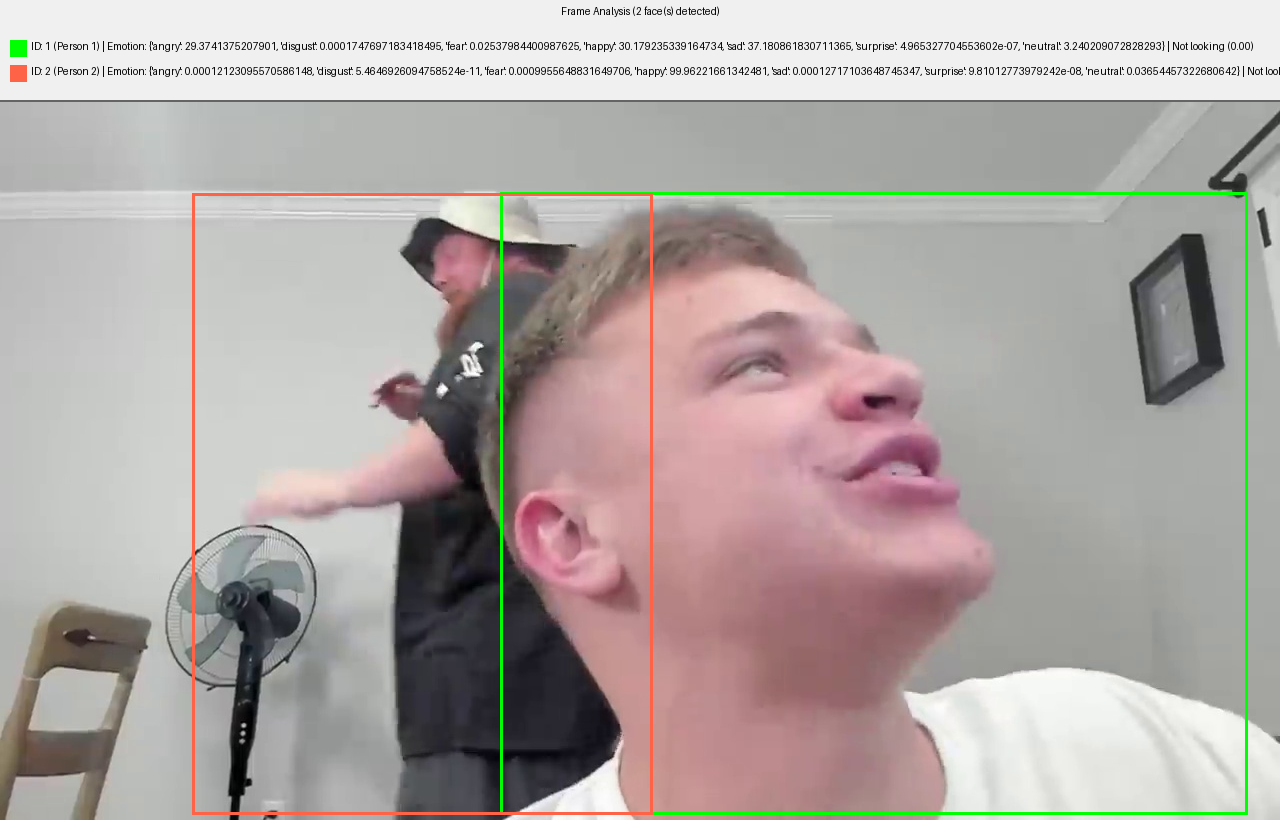 Frame Analysis (2 face(s) detected)
ID: 1 (Person 1) | Emotion: {'angry': 29.3741375207901, 'disgust': 0.0001747697183418495, 'fear': 0.02537984400987625, 'happy': 30.179235339164734, 'sad': 37.180861830711365, 'surprise': 4.965327704553602e-07, 'neutral': 3.240209072828293} | Not looking (0.00)
ID: 2 (Person 2) | Emotion: {'angry': 0.00012123095570586148, 'disgust': 5.4646926094758524e-11, 'fear': 0.0009955648831649706, 'happy': 99.96221661342481, 'sad': 0.00012717103648745347, 'surprise': 9.81012773979242e-08, 'neutral': 0.03654457322680642} | Not lool